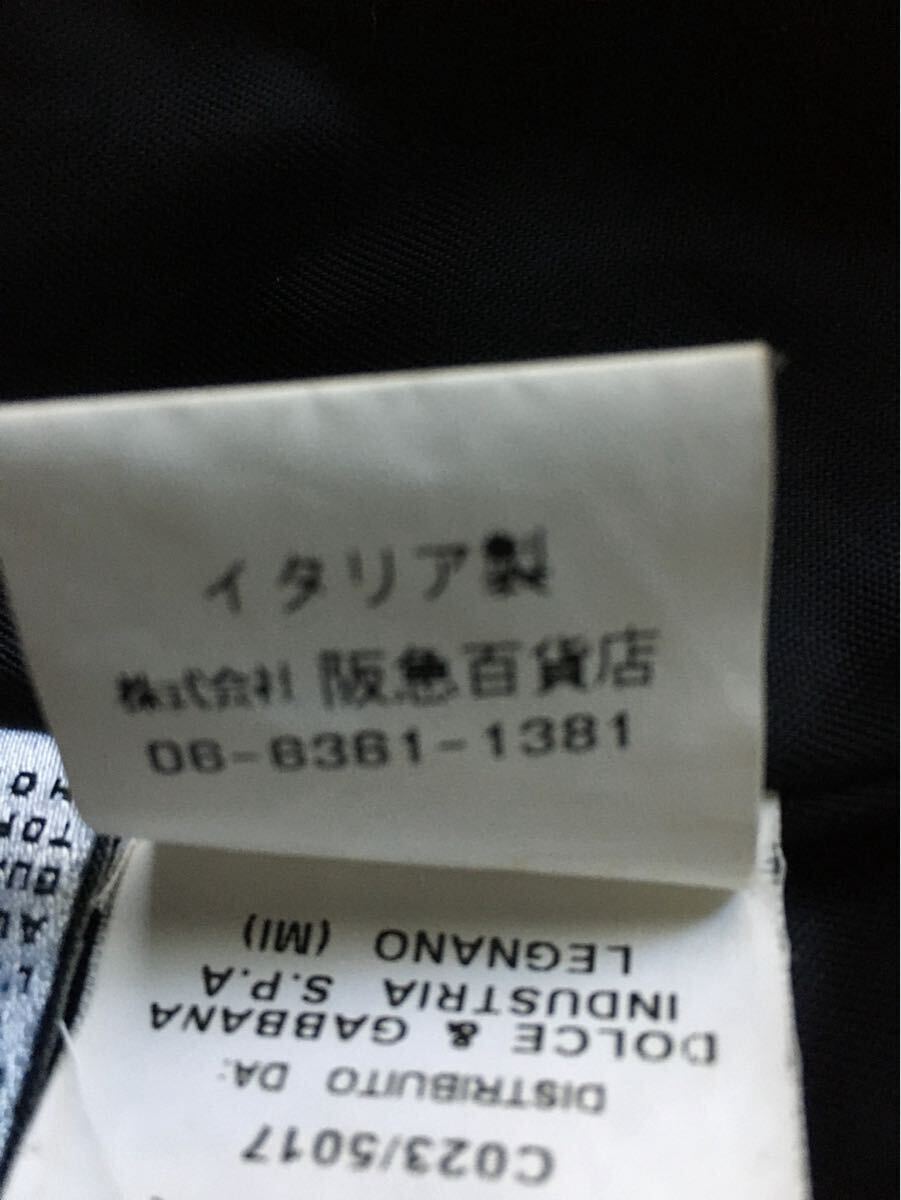 イタリア製
株式会社 阪急百貨店
06-6361-1381
C023/5017
DISTRIBUITO DA:
DOLCE & GABBANA
INDUSTRIA S.P.A
LEGNANO (MI)